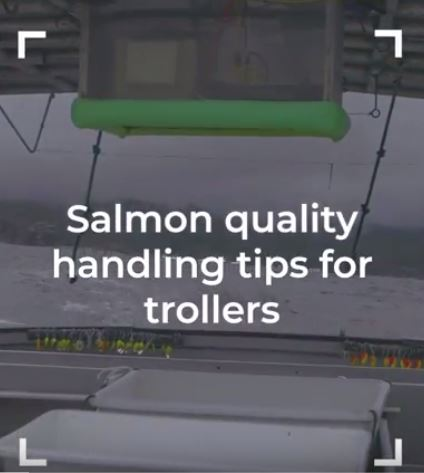 Salmon quality
handling tips for
trollers